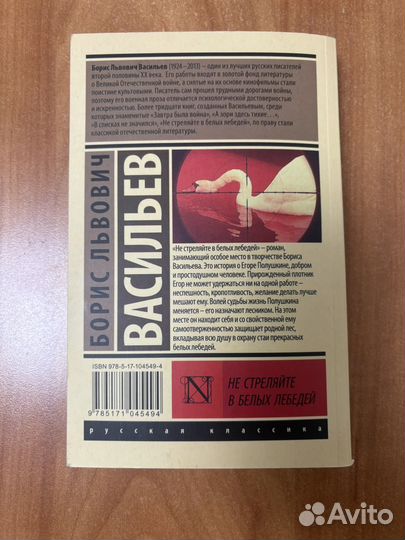 Борис Львович Васильев (1924–2013) – один из лучших русских писателей
второй половины XX века. Его работы входят в золотой фонд литературы
о Великой Отечественной войне, а снятые на их основе кинофильмы стали
поистине культовыми. Писатель сам прошел трудными дорогами войны,
поэтому его военная проза отличается психологической достоверностью
и искренностью. Более тридцати книг, созданных Васильевым, среди
которых знаменитые «Завтра была война», «А зори здесь тихие…»,
«В списках не значился», «Не стреляйте в белых лебедей», по праву стали
классикой отечественной литературы.
БОРИС ЛЬВОВИЧ
ВАСИЛЬЕВ
«Не стреляйте в белых лебедей» – роман,
занимающий особое место в творчестве Бориса
Васильева. Это история о Егоре Полушкине, добром
и простодушном человеке. Прирожденный плотник
Егор не может удержаться ни на одной работе –
неспешность, кропотливость, желание делать лучше
мешают ему. Волей судьбы жизнь Полушкина
меняется – его назначают лесником. На этом
месте он находит себя и со свойственной ему
самоотверженностью защищает родной лес,
вкладывая всю душу в охрану стаи прекрасных
белых лебедей.
ISBN 978-5-17-104549-4
9 785171 045494
N
НЕ СТРЕЛЯЙТЕ
В БЕЛЫХ ЛЕБЕДЕЙ
русская классика
Avito